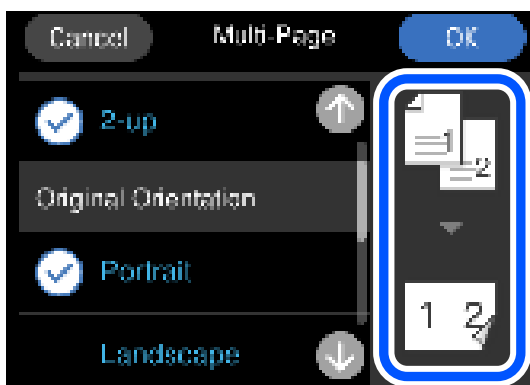 Cancel Multi-Page OK
2-up
Original Orientation
Portrait
Landscape
1
2
1 2